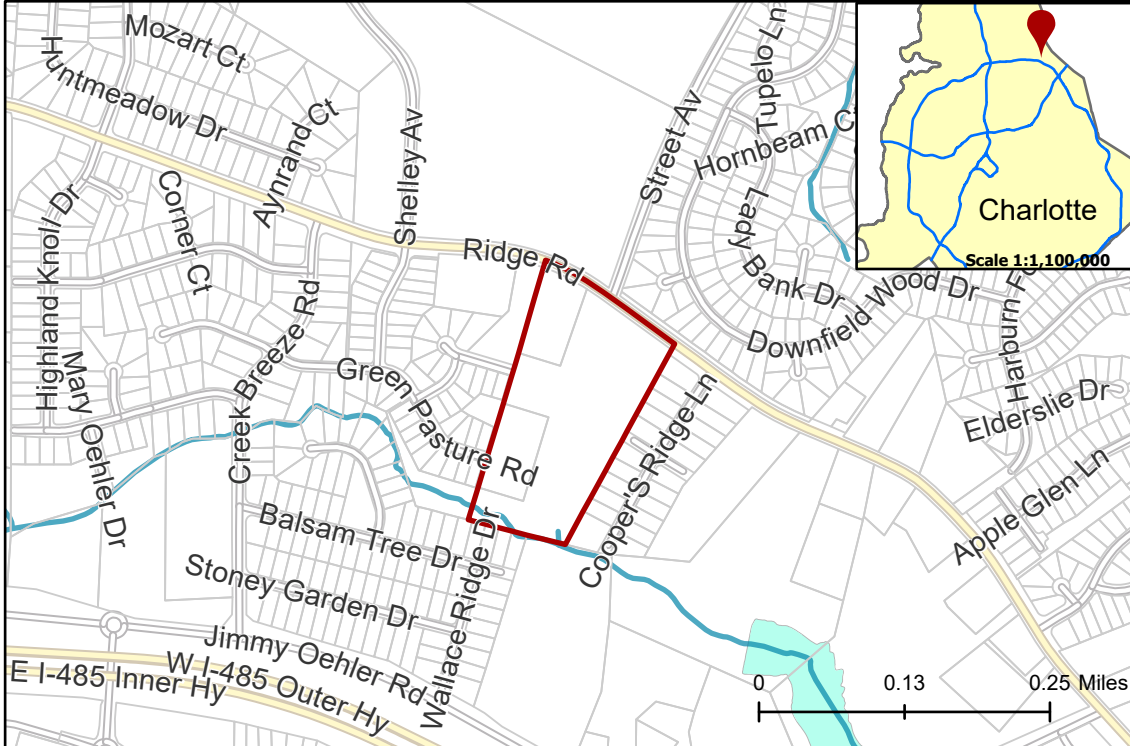 Mozart Ct
Huntmeadow Dr
Aynrand Ct
Shelley Av
Street Av
Tupelo Ln
Hornbeam Ct
Lady Bank Dr
Charlotte
Scale 1:1,100,000
Highland Knoll Dr
Corner Ct
Ridge Rd
Downfield Wood Dr
Harburn Fo
Elderslie Dr
Mary Oehler Dr
Creek Breeze Rd
Green Pasture Rd
Cooper'S Ridge Ln
Apple Glen Ln
Balsam Tree Dr
Stoney Garden Dr
Wallace Ridge Dr
Jimmy Oehler Rd
W I-485 Outer Hy
E I-485 Inner Hy
0 0.13 0.25 Miles